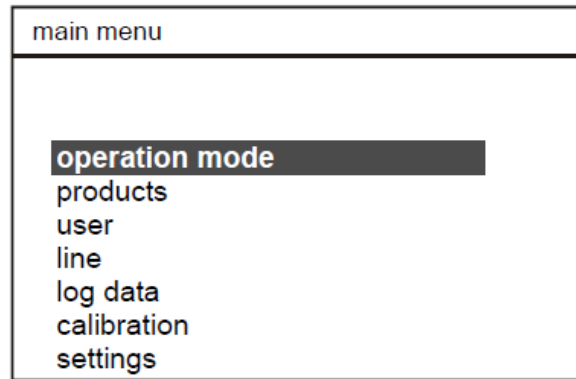 main menu
operation mode
products
user
line
log data
calibration
settings